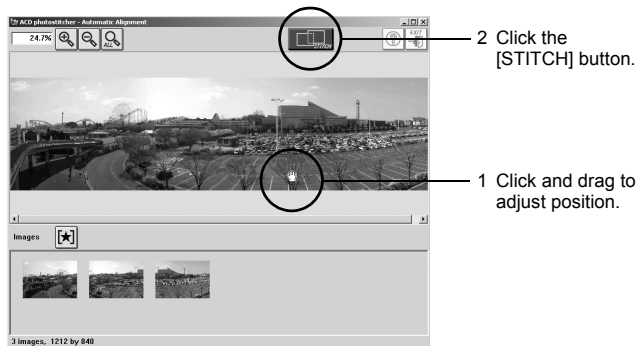 ACD photostitcher - Automatic Alignment
24.7%
ALL
STITCH
EXIT
2 Click the
[STITCH] button.
1 Click and drag to
adjust position.
Images
3 images, 1212 by 840